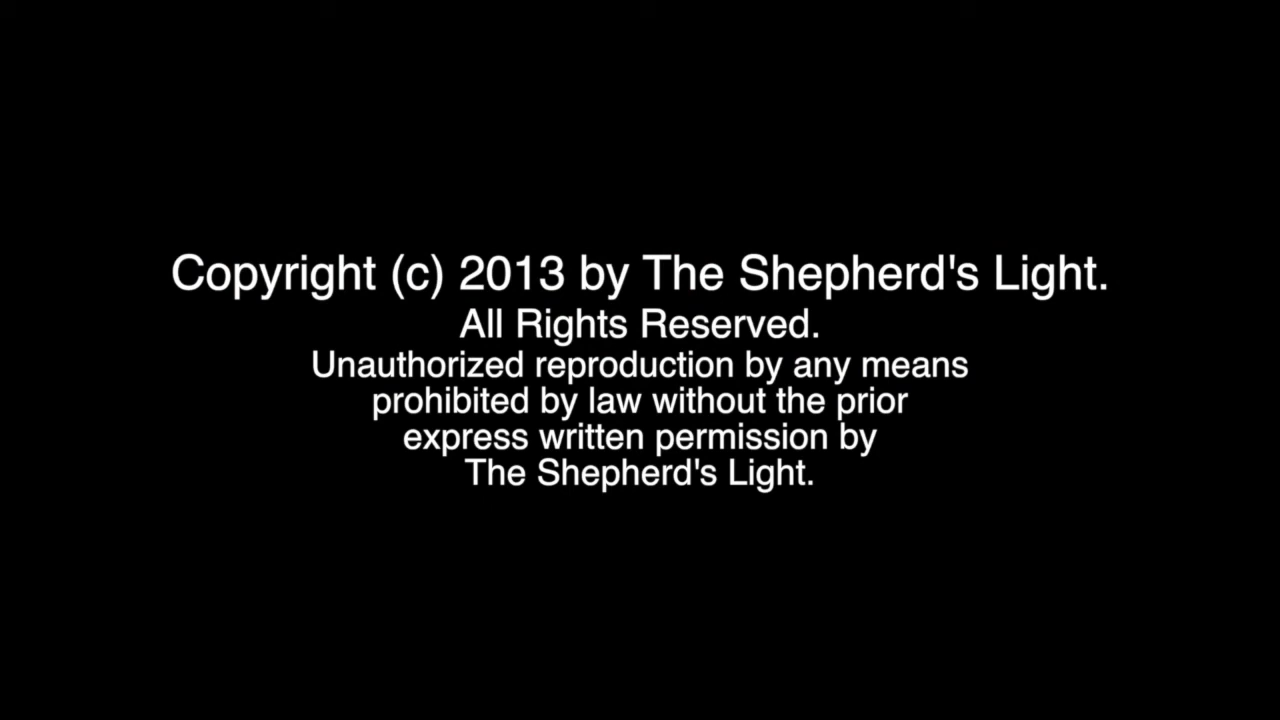 Copyright (c) 2013 by The Shepherd's Light.
All Rights Reserved.
Unauthorized reproduction by any means
prohibited by law without the prior
express written permission by
The Shepherd's Light.